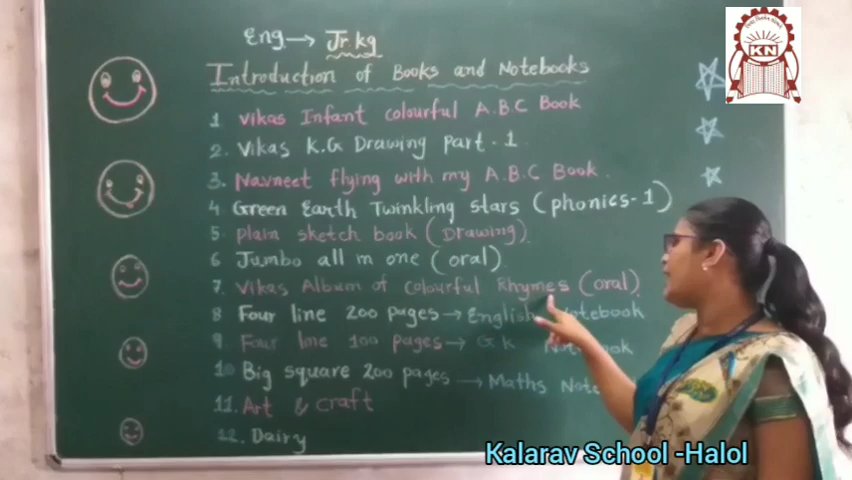 Eng → Jr kg
Introduction of Books and Notebooks
1 Vikas Infant colourful A.B.C Book
2. Vikas K.G Drawing part-1
3. Navneet flying with my A.B.C Book.
4 Green Earth Twinkling stars (phonics-1)
5. plain sketch book (Drawing)
6 Jumbo all in one (oral)
7. Vikas Album of colourful Rhymes (oral)
8 Four line 200 pages → English Notebook
9. Four line 100 pages → GK Notebook
10 Big square 200 pages → Maths Note
11. Art & craft
12. Dairy
KN
Kalarav School -Halol